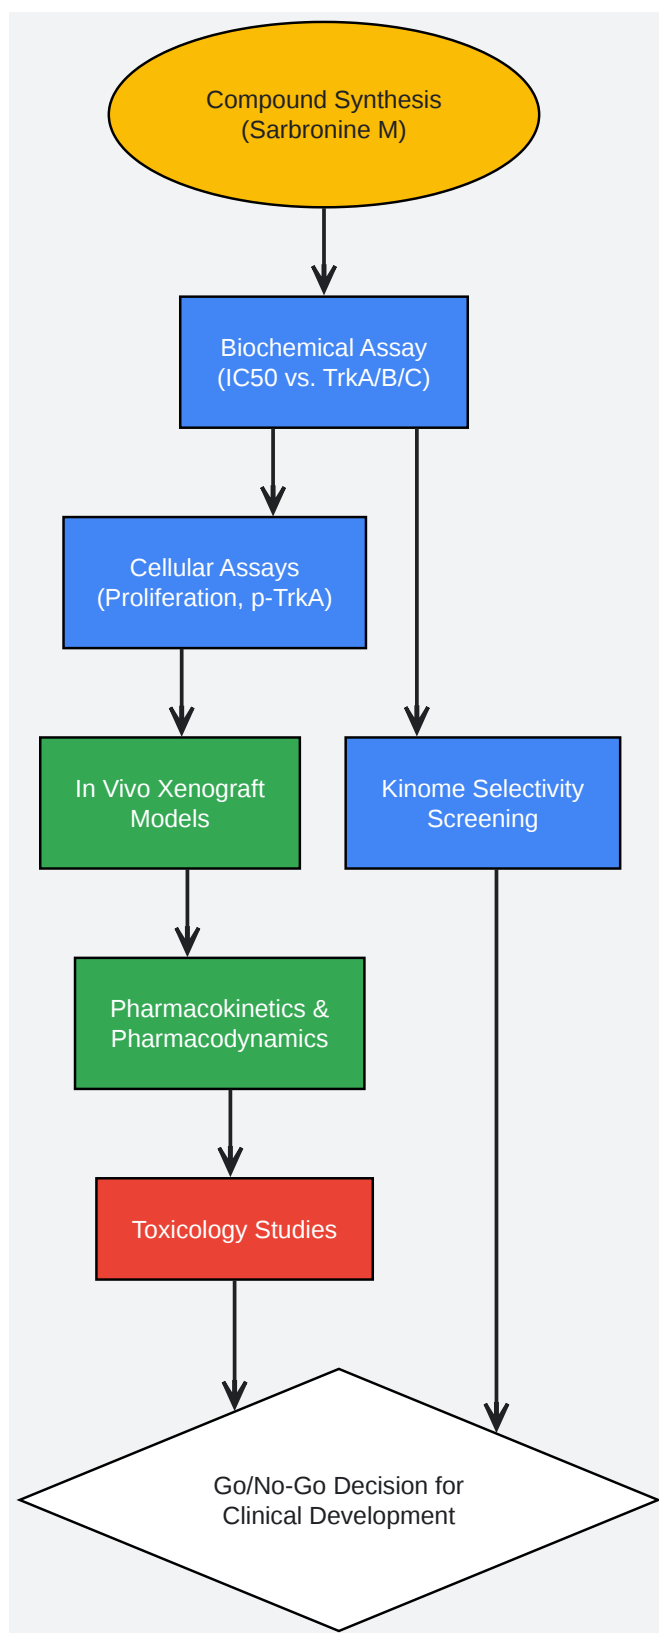 Compound Synthesis
(Sarbronine M)
Biochemical Assay
(IC50 vs. TrkA/B/C)
Cellular Assays
(Proliferation, p-TrkA)
In Vivo Xenograft
Models
Kinome Selectivity
Screening
Pharmacokinetics &
Pharmacodynamics
Toxicology Studies
Go/No-Go Decision for
Clinical Development